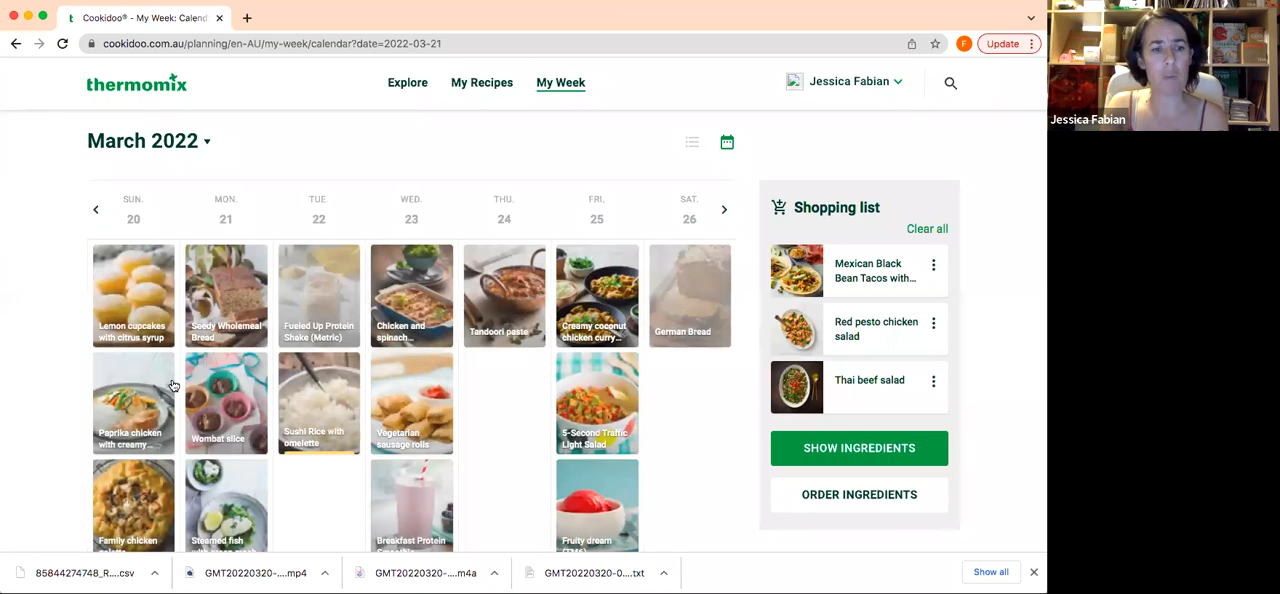 Cookidoo® - My Week: Calend
cookidoo.com.au/planning/en-AU/my-week/calendar?date=2022-03-21
F
Update
thermomix
Explore
My Recipes
My Week
Jessica Fabian
Jessica Fabian
March 2022
SUN.
MON.
TUE.
WED.
THU.
FRI.
SAT.
20
21
22
23
24
25
26
Lemon cupcakes
with citrus syrup
Seedy Wholemeal
Bread
Fueled Up Protein
Shake (Metric)
Chicken and
spinach...
Tandoori paste
Creamy coconut
chicken curry...
German Bread
Paprika chicken
with creamy...
Wombat slice
Sushi Rice with
omelette
Vegetarian
sausage rolls
5-Second Traffic
Light Salad
Family chicken
Steamed fish
Breakfast Protein
Smoothie
Fruity dream
(TM6)
Shopping list
Clear all
Mexican Black
Bean Tacos with...
Red pesto chicken
salad
Thai beef salad
SHOW INGREDIENTS
ORDER INGREDIENTS
85844274748_R....csv
GMT20220320-....mp4
GMT20220320-....m4a
GMT20220320-0....txt
Show all